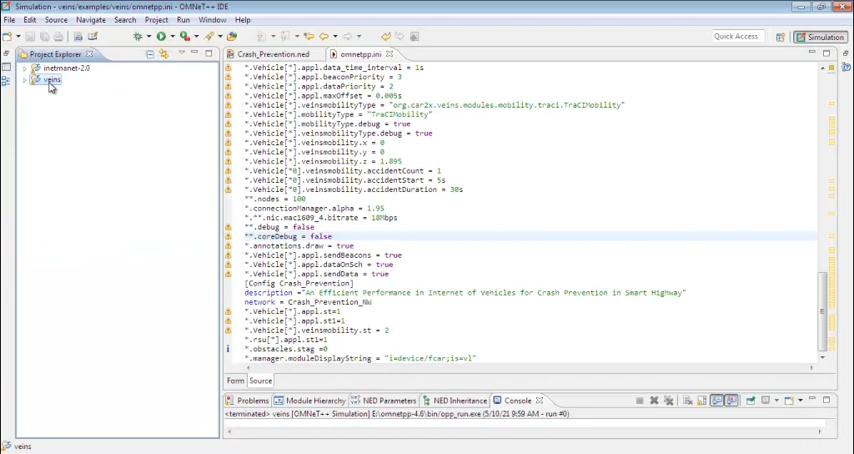 Simulation - veins/examples/veins/omnetpp.ini - OMNeT++ IDE
File Edit Source Navigate Search Project Run Window Help
Quick Access
Simulation
Project Explorer
inetmanet-2.0
veins
Crash_Prevention.ned
omnetpp.ini
*.Vehicle[*].appl.data_time_interval = 1s
*.Vehicle[*].appl.beaconPriority = 3
*.Vehicle[*].appl.dataPriority = 2
*.Vehicle[*].appl.maxOffset = 0.005s
*.Vehicle[*].veinsmobilityType = "org.car2x.veins.modules.mobility.traci.TraCIMobility"
*.Vehicle[*].mobilityType = "TraCIMobility"
*.Vehicle[*].mobilityType.debug = true
*.Vehicle[*].veinsmobilityType.debug = true
*.Vehicle[*].veinsmobility.x = 0
*.Vehicle[*].veinsmobility.y = 0
*.Vehicle[*].veinsmobility.z = 1.895
*.Vehicle[*0].veinsmobility.accidentCount = 1
*.Vehicle[*0].veinsmobility.accidentStart = 5s
*.Vehicle[*0].veinsmobility.accidentDuration = 30s
**.nodes = 100
*.connectionManager.alpha = 1.95
*.**.nic.mac1609_4.bitrate = 18Mbps
**.debug = false
**.coreDebug = false
*.annotations.draw = true
*.Vehicle[*].appl.sendBeacons = true
*.Vehicle[*].appl.dataOnSch = true
*.Vehicle[*].appl.sendData = true
[Config Crash_Prevention]
description ="An Efficient Performance in Internet of Vehicles for Crash Prevention in Smart Highway"
network = Crash_Prevention_NW
*.Vehicle[*].appl.st=1
*.Vehicle[*].appl.st1=1
*.Vehicle[*].veinsmobility.st = 2
*.rsu[*].appl.st1=1
*.obstacles.stag =0
*.manager.moduleDisplayString = "i=device/fcar;is=vl"
Form Source
Problems Module Hierarchy NED Parameters NED Inheritance Console
<terminated> veins [OMNeT++ Simulation] E:\omnetpp-4.6\bin/opp_run.exe (5/10/21 9:59 AM - run #0)
veins